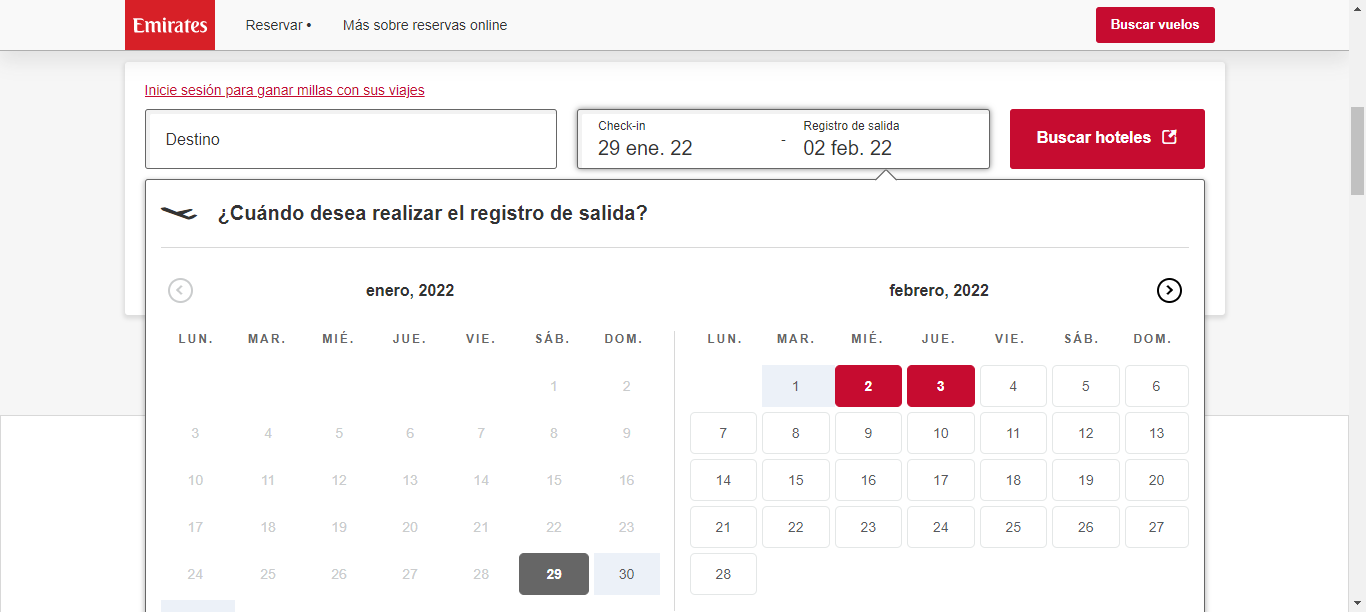 Emirates Reservar • Más sobre reservas online Buscar vuelos
Inicie sesión para ganar millas con sus viajes
Destino
Check-in Registro de salida
29 ene. 22 - 02 feb. 22
Buscar hoteles
¿Cuándo desea realizar el registro de salida?
enero, 2022
LUN. MAR. MIÉ. JUE. VIE. SÁB. DOM.
1 2
3 4 5 6 7 8 9
10 11 12 13 14 15 16
17 18 19 20 21 22 23
24 25 26 27 28 29 30
febrero, 2022
LUN. MAR. MIÉ. JUE. VIE. SÁB. DOM.
1 2 3 4 5 6
7 8 9 10 11 12 13
14 15 16 17 18 19 20
21 22 23 24 25 26 27
28